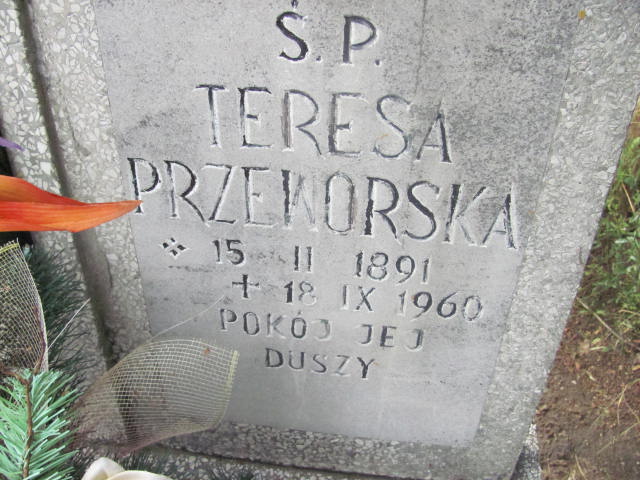 Ś.P.
TERESA
PRZEWORSKA
15 II 1891
+ 18 IX 1960
POKÓJ JEJ
DUSZY